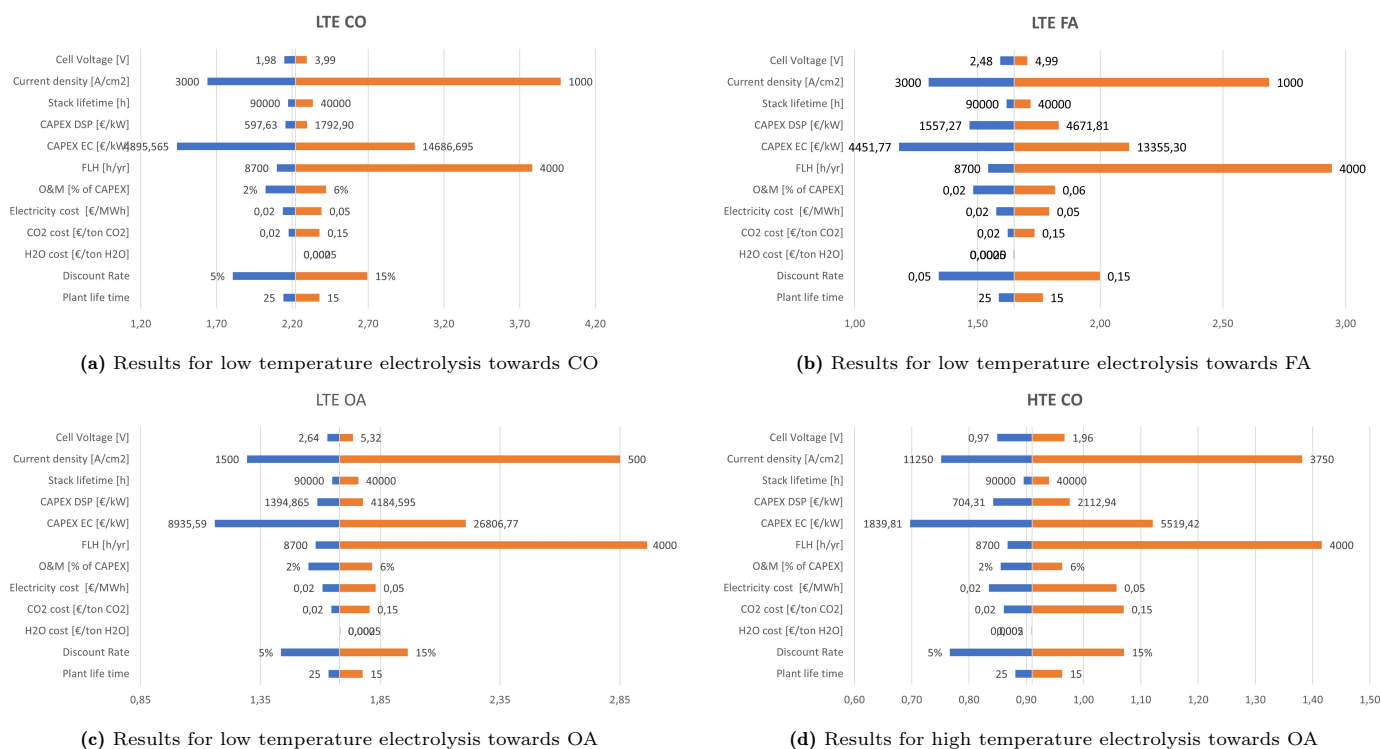 LTE CO
Cell Voltage [V] 1,98 3,99
Current density [A/cm2] 3000 1000
Stack lifetime [h] 90000 40000
CAPEX DSP [€/kW] 597,63 1792,90
CAPEX EC [€/kW] 4895,565 14686,695
FLH [h/yr] 8700 4000
O&M [% of CAPEX] 2% 6%
Electricity cost [€/MWh] 0,02 0,05
CO2 cost [€/ton CO2] 0,02 0,15
H2O cost [€/ton H2O]
Discount Rate 5% 15%
Plant life time 25 15
1,20 1,70 2,20 2,70 3,20 3,70 4,20
(a) Results for low temperature electrolysis towards CO
LTE FA
Cell Voltage [V] 2,48 4,99
Current density [A/cm2] 3000 1000
Stack lifetime [h] 90000 40000
CAPEX DSP [€/kW] 1557,27 4671,81
CAPEX EC [€/kW] 4451,77 13355,30
FLH [h/yr] 8700 4000
O&M [% of CAPEX] 0,02 0,06
Electricity cost [€/MWh] 0,02 0,05
CO2 cost [€/ton CO2] 0,02 0,15
H2O cost [€/ton H2O]
Discount Rate 0,05 0,15
Plant life time 25 15
1,00 1,50 2,00 2,50 3,00
(b) Results for low temperature electrolysis towards FA
LTE OA
Cell Voltage [V] 2,64 5,32
Current density [A/cm2] 1500 500
Stack lifetime [h] 90000 40000
CAPEX DSP [€/kW] 1394,865 4184,595
CAPEX EC [€/kW] 8935,59 26806,77
FLH [h/yr] 8700 4000
O&M [% of CAPEX] 2% 6%
Electricity cost [€/MWh] 0,02 0,05
CO2 cost [€/ton CO2] 0,02 0,15
H2O cost [€/ton H2O]
Discount Rate 5% 15%
Plant life time 25 15
0,85 1,35 1,85 2,35 2,85
(c) Results for low temperature electrolysis towards OA
HTE CO
Cell Voltage [V] 0,97 1,96
Current density [A/cm2] 11250 3750
Stack lifetime [h] 90000 40000
CAPEX DSP [€/kW] 704,31 2112,94
CAPEX EC [€/kW] 1839,81 5519,42
FLH [h/yr] 8700 4000
O&M [% of CAPEX] 2% 6%
Electricity cost [€/MWh] 0,02 0,05
CO2 cost [€/ton CO2] 0,02 0,15
H2O cost [€/ton H2O]
Discount Rate 5% 15%
Plant life time 25 15
0,60 0,70 0,80 0,90 1,00 1,10 1,20 1,30 1,40 1,50
(d) Results for high temperature electrolysis towards OA